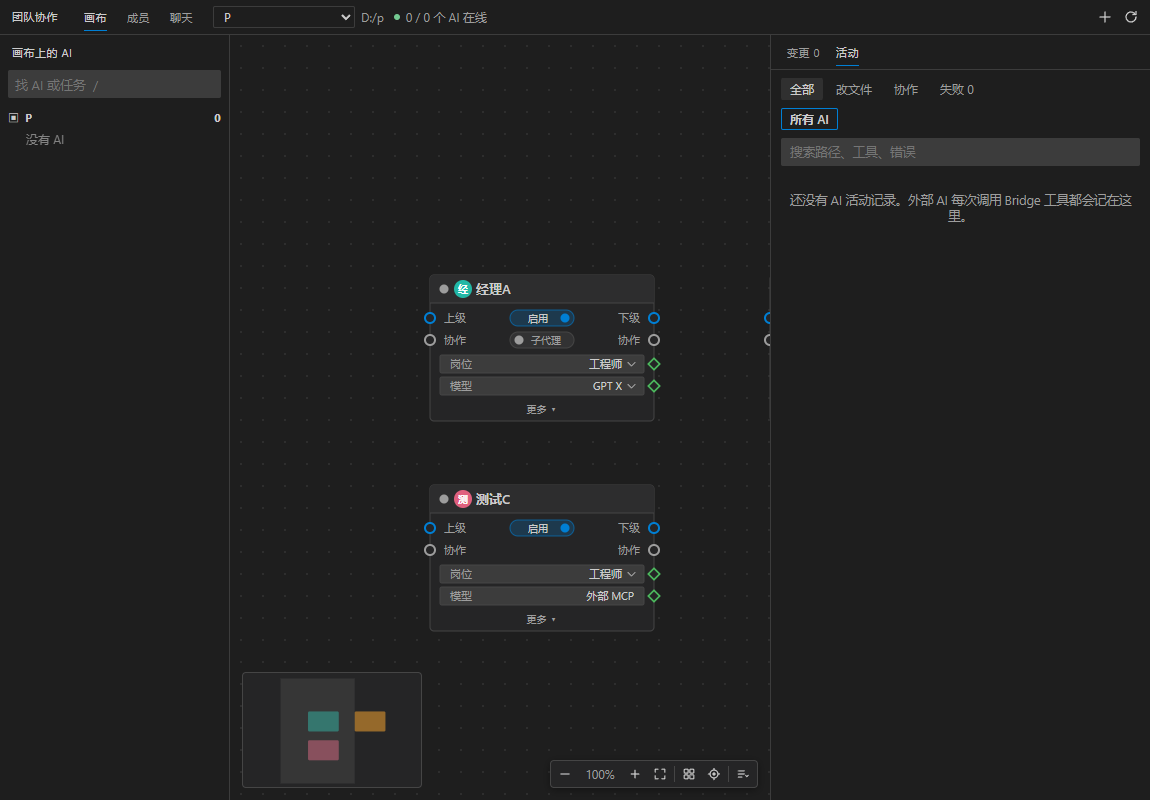 团队协作 画布 成员 聊天 P D:/p 0 / 0 个 AI 在线
画布上的 AI
找 AI 或任务 /
P 0
没有 AI
经 经理A
上级 启用 下级
协作 子代理 协作
岗位 工程师
模型 GPT X
更多
测 测试C
上级 启用 下级
协作 协作
岗位 工程师
模型 外部 MCP
更多
100%
变更 0 活动
全部 改文件 协作 失败 0
所有 AI
搜索路径、工具、错误
还没有 AI 活动记录。外部 AI 每次调用 Bridge 工具都会记在这
里。